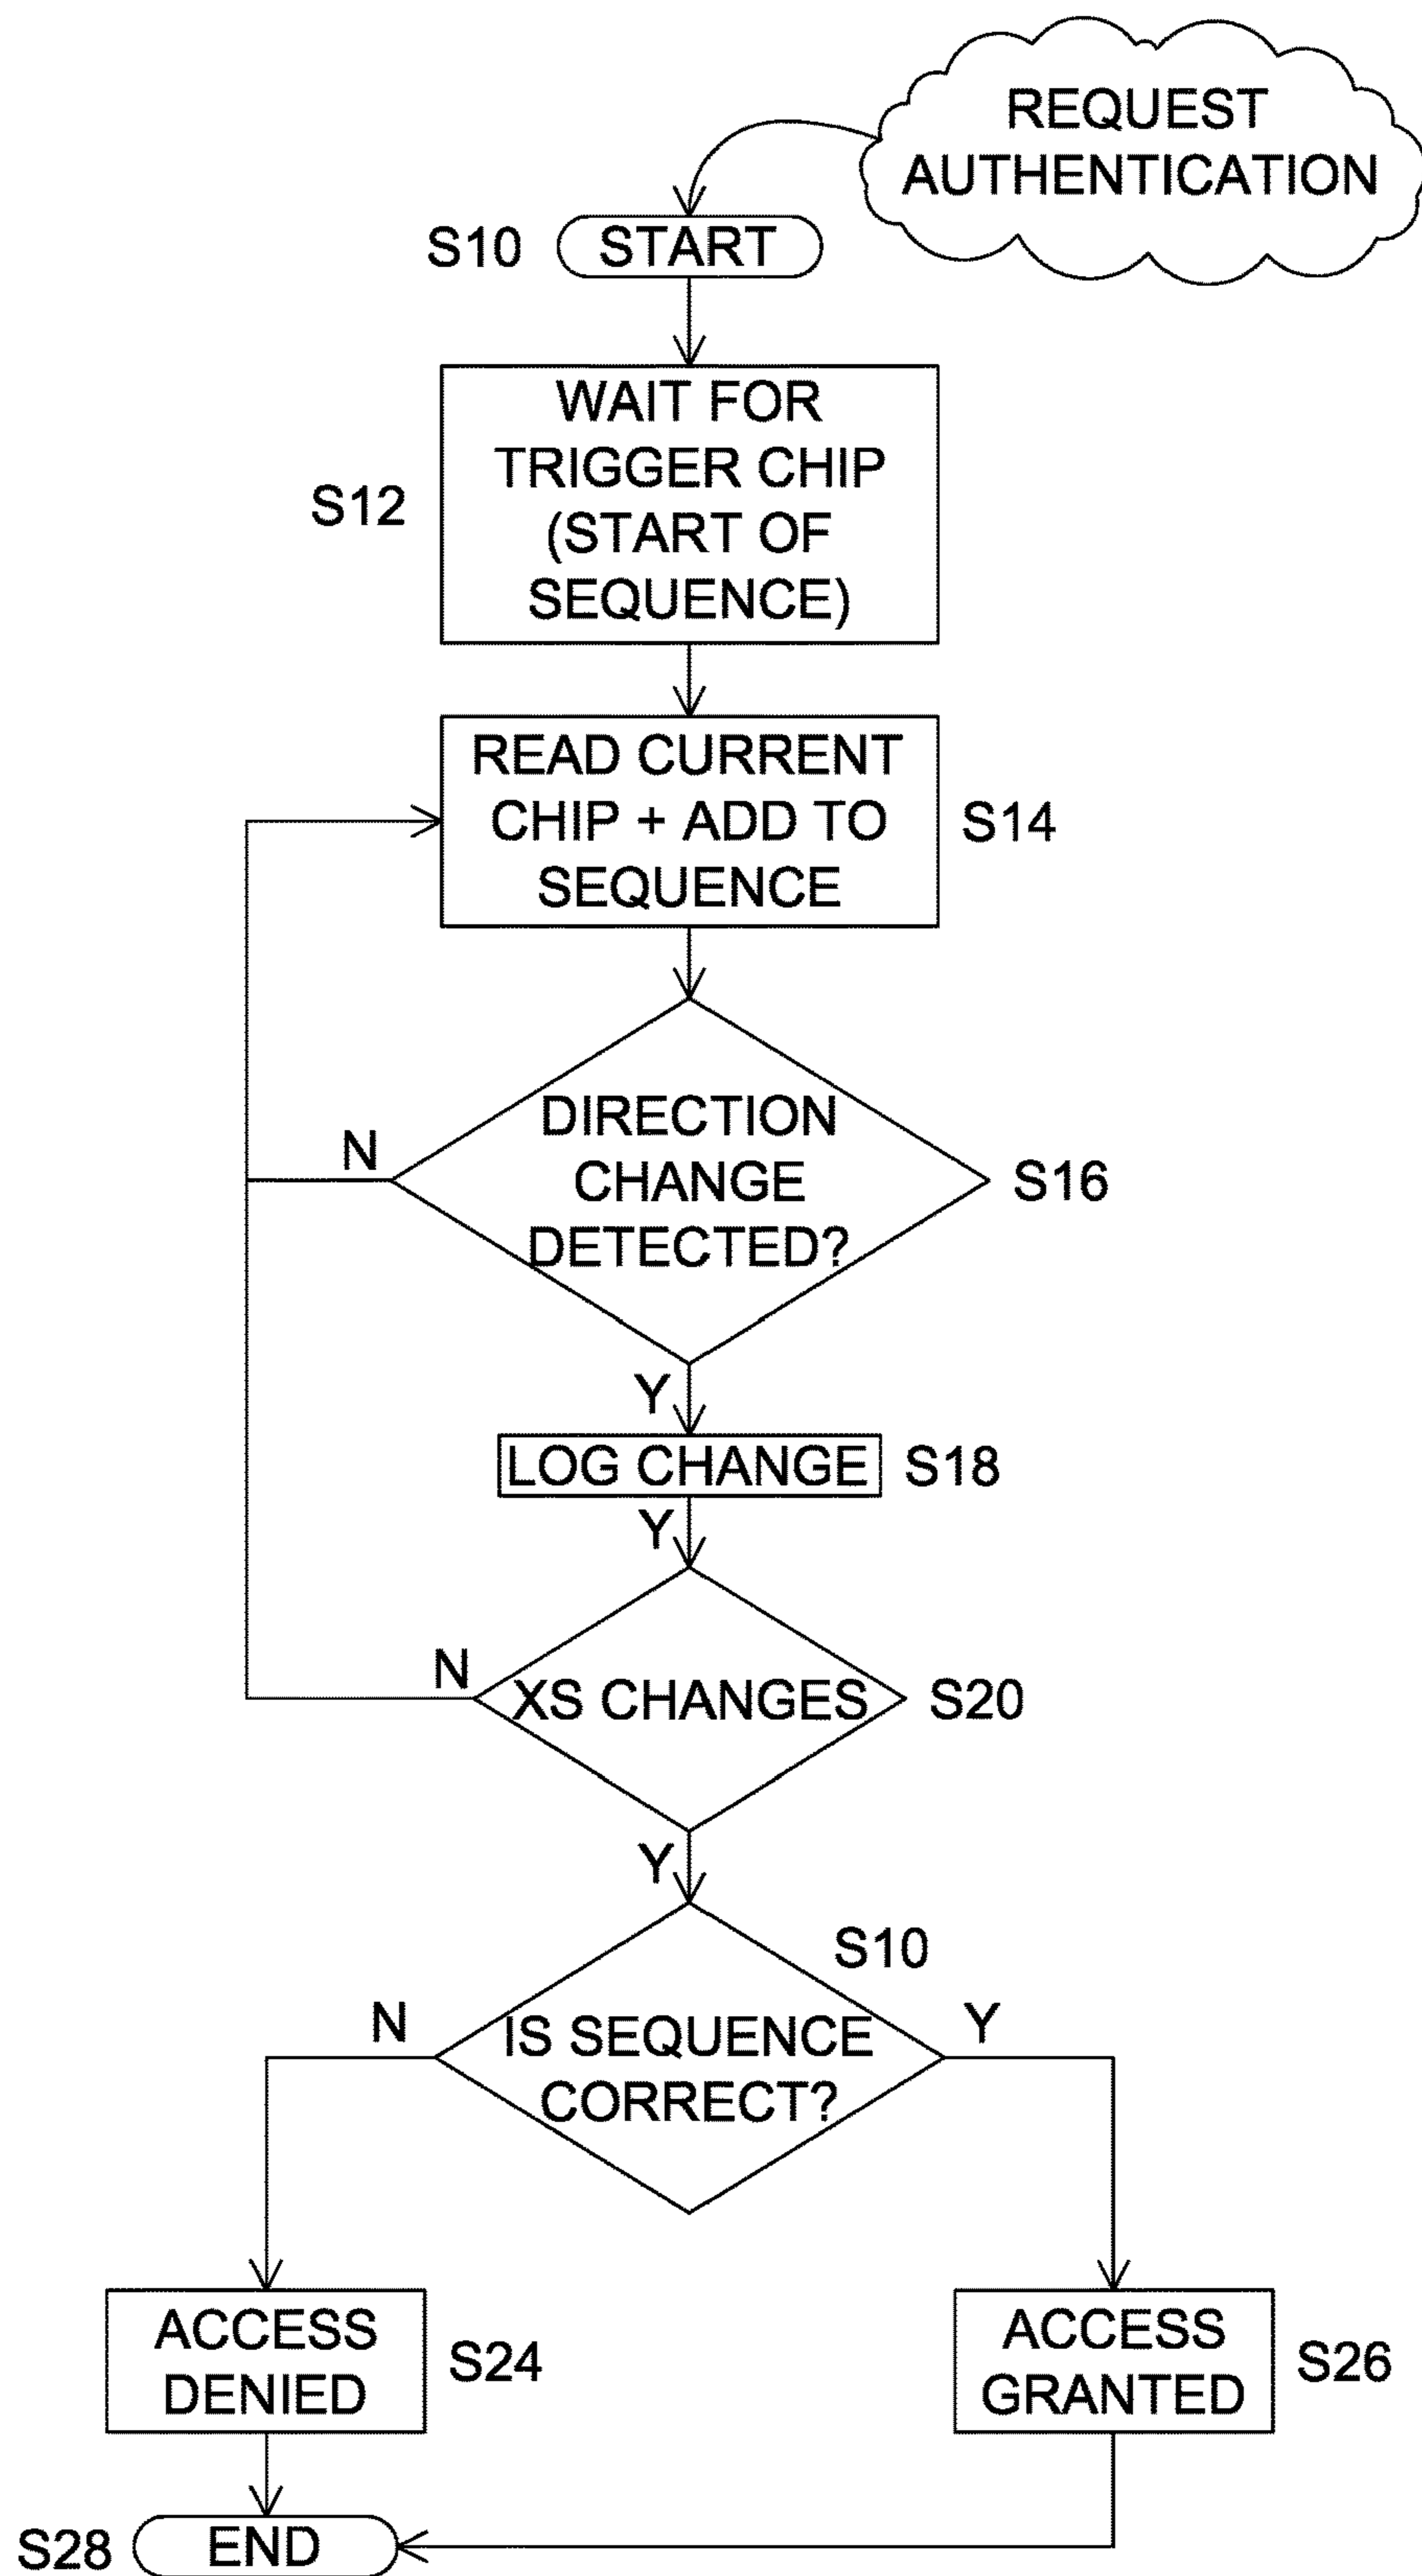 REQUEST
AUTHENTICATION
S10
START
S12
WAIT FOR
TRIGGER CHIP
(START OF
SEQUENCE)
READ CURRENT
CHIP + ADD TO
SEQUENCE
S14
N
DIRECTION
CHANGE
DETECTED?
S16
Y
LOG CHANGE
S18
Y
N
XS CHANGES
S20
Y
S10
N
IS SEQUENCE
CORRECT?
Y
ACCESS
DENIED
S24
ACCESS
GRANTED
S26
S28
END